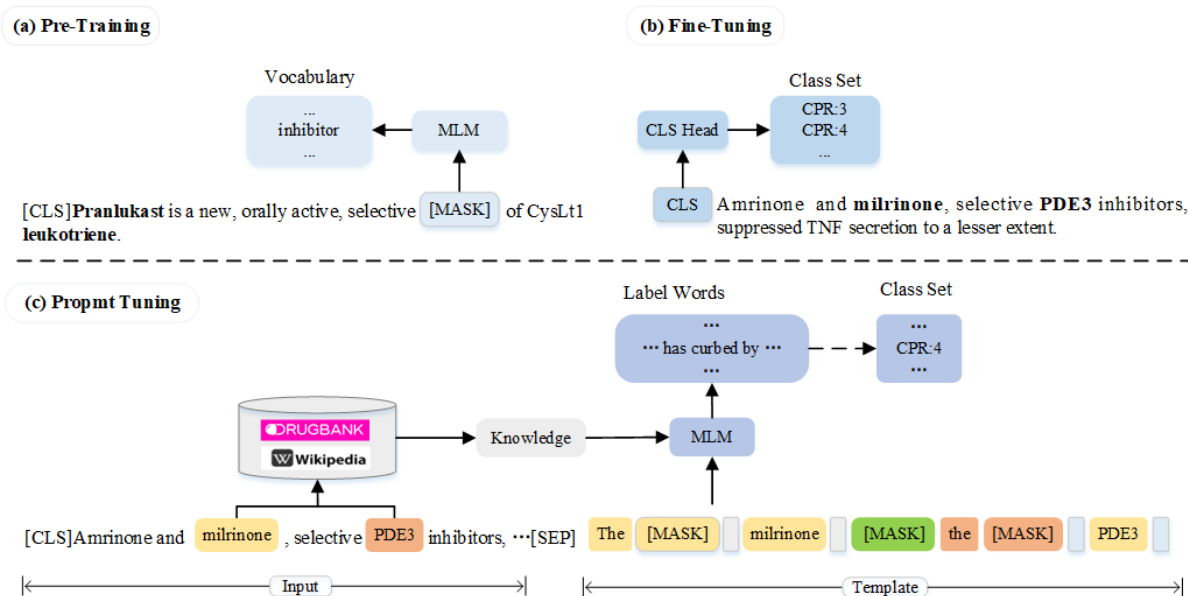 (a) Pre-Training
(b) Fine-Tuning
Vocabulary
...
inhibitor
...
MLM
[CLS]Pranlukast is a new, orally active, selective [MASK] of CysLt1
leukotriene.
Class Set
CPR:3
CPR:4
...
CLS Head
CLS
Amrinone and milrinone, selective PDE3 inhibitors,
suppressed TNF secretion to a lesser extent.
(c) Propmt Tuning
Label Words
...
... has curbed by ...
...
Class Set
...
CPR:4
...
DRUGBANK
W Wikipedia
Knowledge
MLM
[CLS]Amrinone and milrinone , selective PDE3 inhibitors, ...[SEP]
The [MASK] milrinone [MASK] the [MASK] PDE3
Input
Template